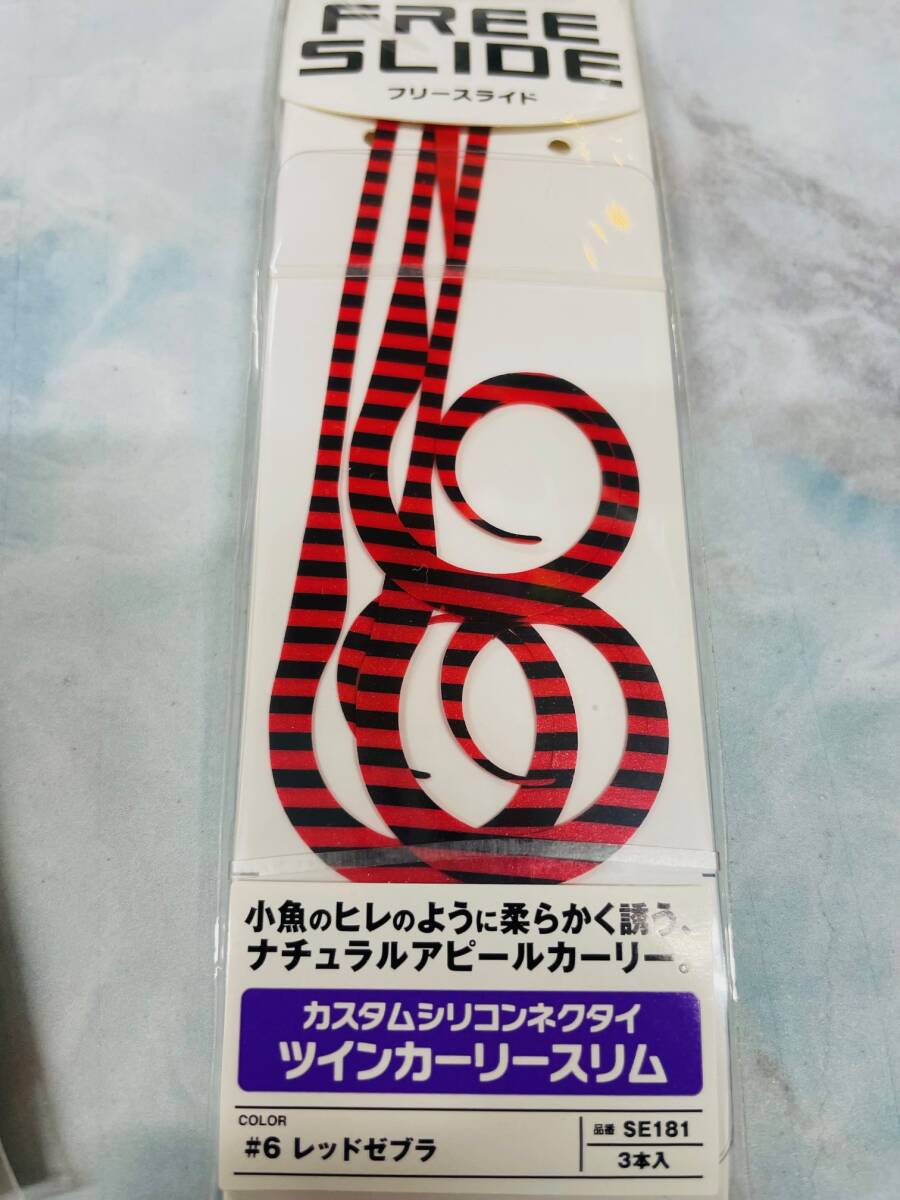 FREE
SLIDE
フリースライド
小魚のヒレのように柔らかく誘う、
ナチュラルアピールカーリー。
カスタムシリコンネクタイ
ツインカーリースリム
COLOR
#6 レッドゼブラ
品番 SE181
3本入